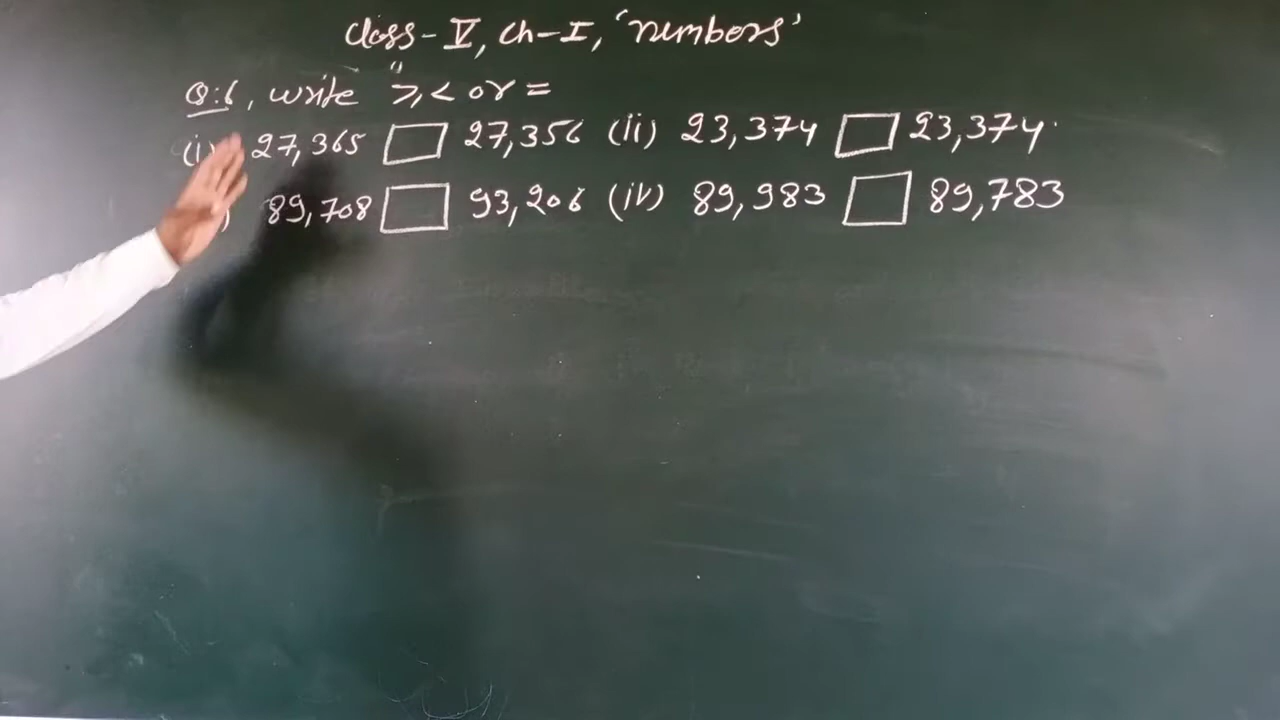 Class-V, Ch-I, 'Numbers'
Q:6, write >, < or =
(i) 27,365 27,356 (ii) 23,374 23,374
89,708 93,206 (iv) 89,983 89,783